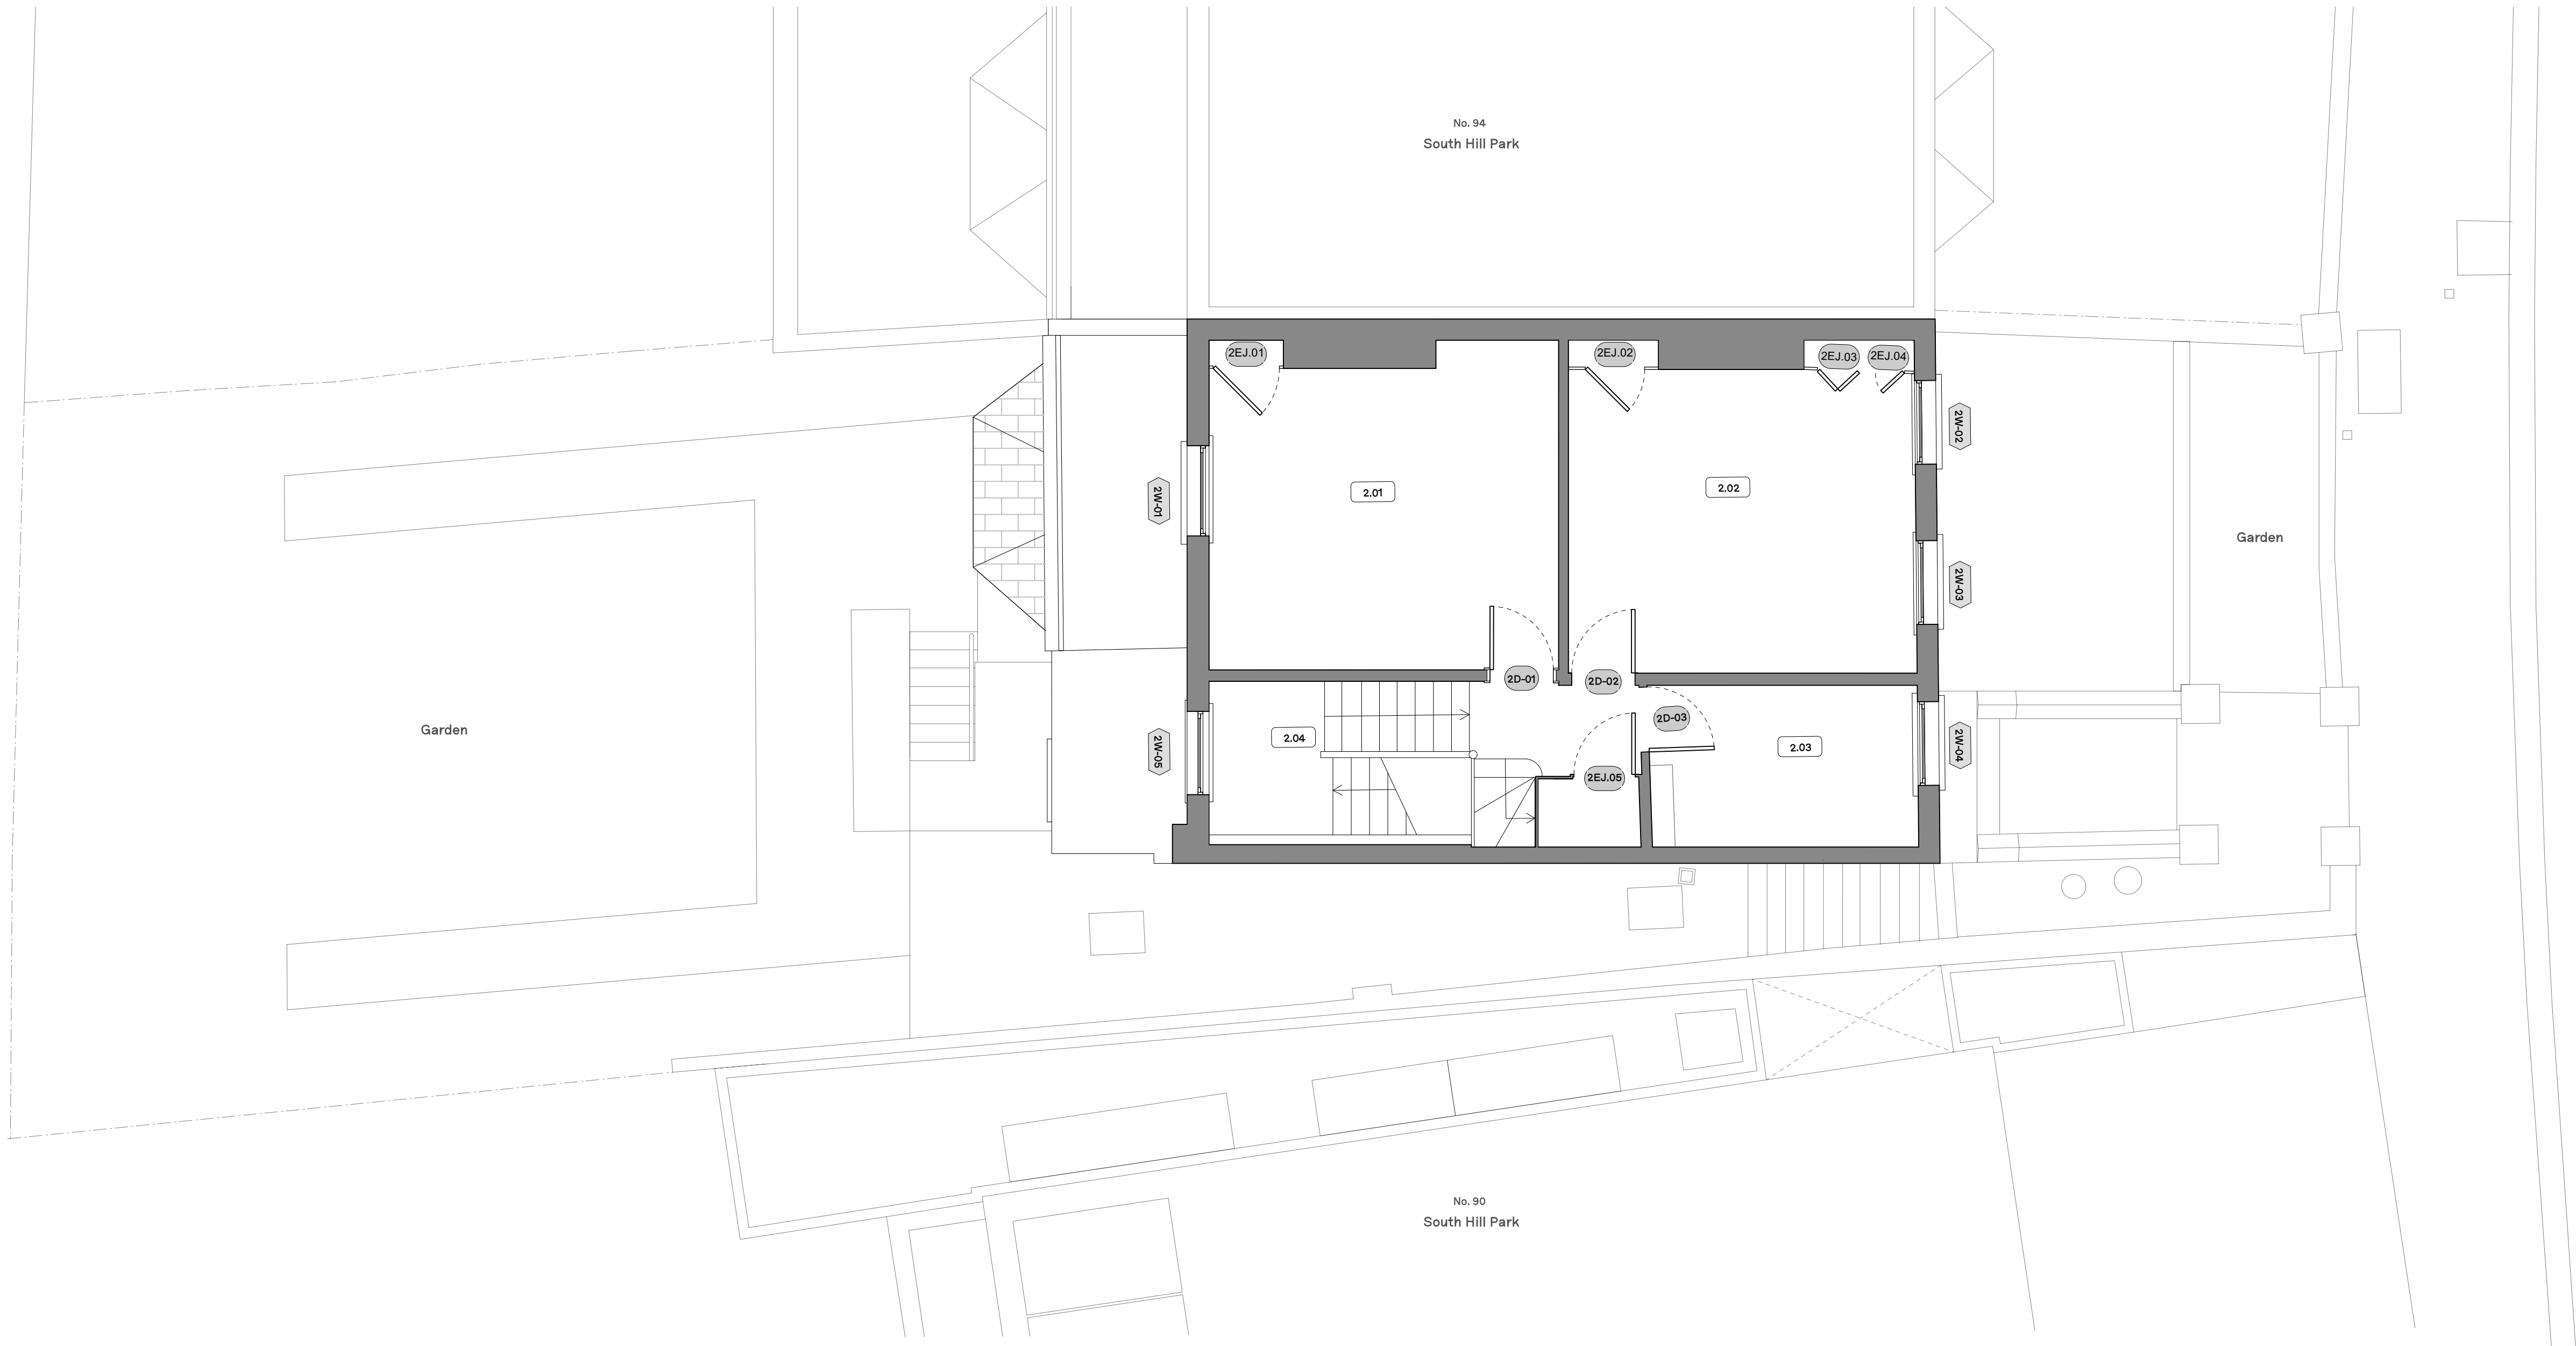 No. 94
South Hill Park
2EJ.01
2EJ.02
2EJ.03
2EJ.04
2W-02
2W-01
2.01
2.02
Garden
2W-03
2D-01
2D-02
2D-03
Garden
2W-05
2.04
2.03
2W-04
2EJ.05
No. 90
South Hill Park